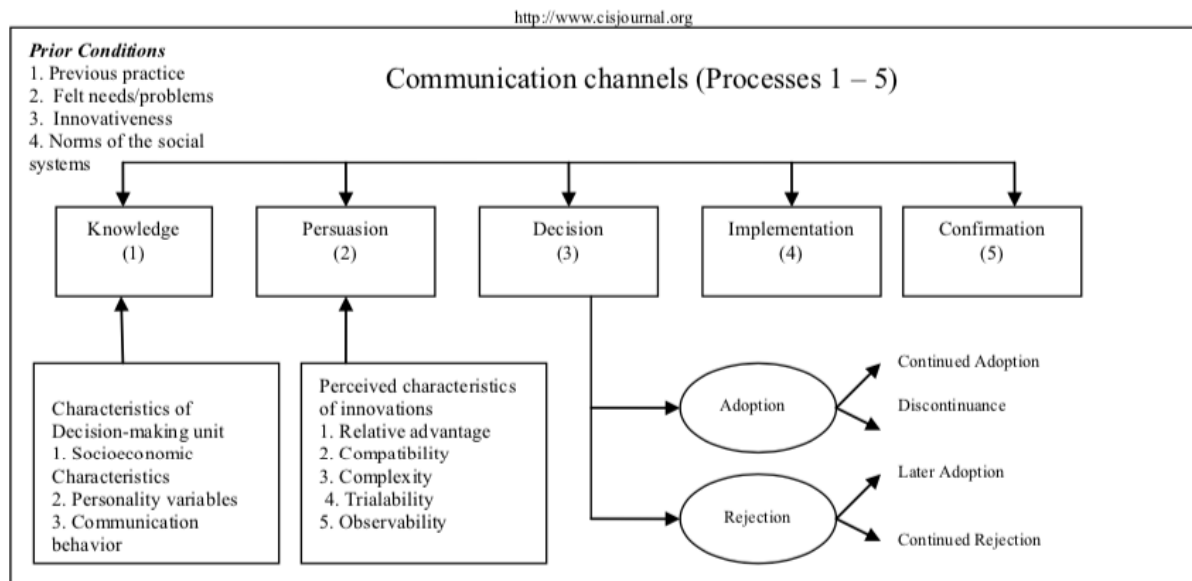 http://www.cisjournal.org
Prior Conditions
1. Previous practice
2. Felt needs/problems
3. Innovativeness
4. Norms of the social
systems
Communication channels (Processes 1 – 5)
Knowledge
(1)
Persuasion
(2)
Decision
(3)
Implementation
(4)
Confirmation
(5)
Characteristics of
Decision-making unit
1. Socioeconomic
Characteristics
2. Personality variables
3. Communication
behavior
Perceived characteristics
of innovations
1. Relative advantage
2. Compatibility
3. Complexity
4. Trialability
5. Observability
Adoption
Continued Adoption
Discontinuance
Rejection
Later Adoption
Continued Rejection